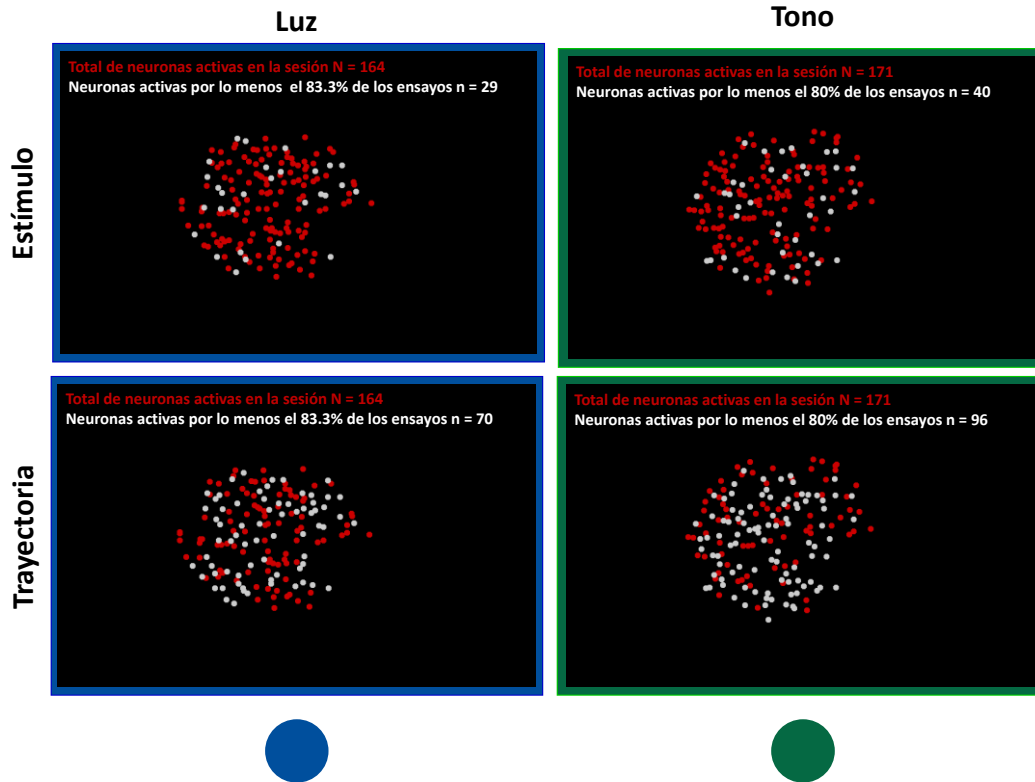 Luz
Tono
Estímulo
Total de neuronas activas en la sesión N = 164
Neuronas activas por lo menos  el 83.3% de los ensayos n = 29
Total de neuronas activas en la sesión N = 171
Neuronas activas por lo menos el 80% de los ensayos n = 40
Trayectoria
Total de neuronas activas en la sesión N = 164
Neuronas activas por lo menos el 83.3% de los ensayos n = 70
Total de neuronas activas en la sesión N = 171
Neuronas activas por lo menos el 80% de los ensayos n = 96